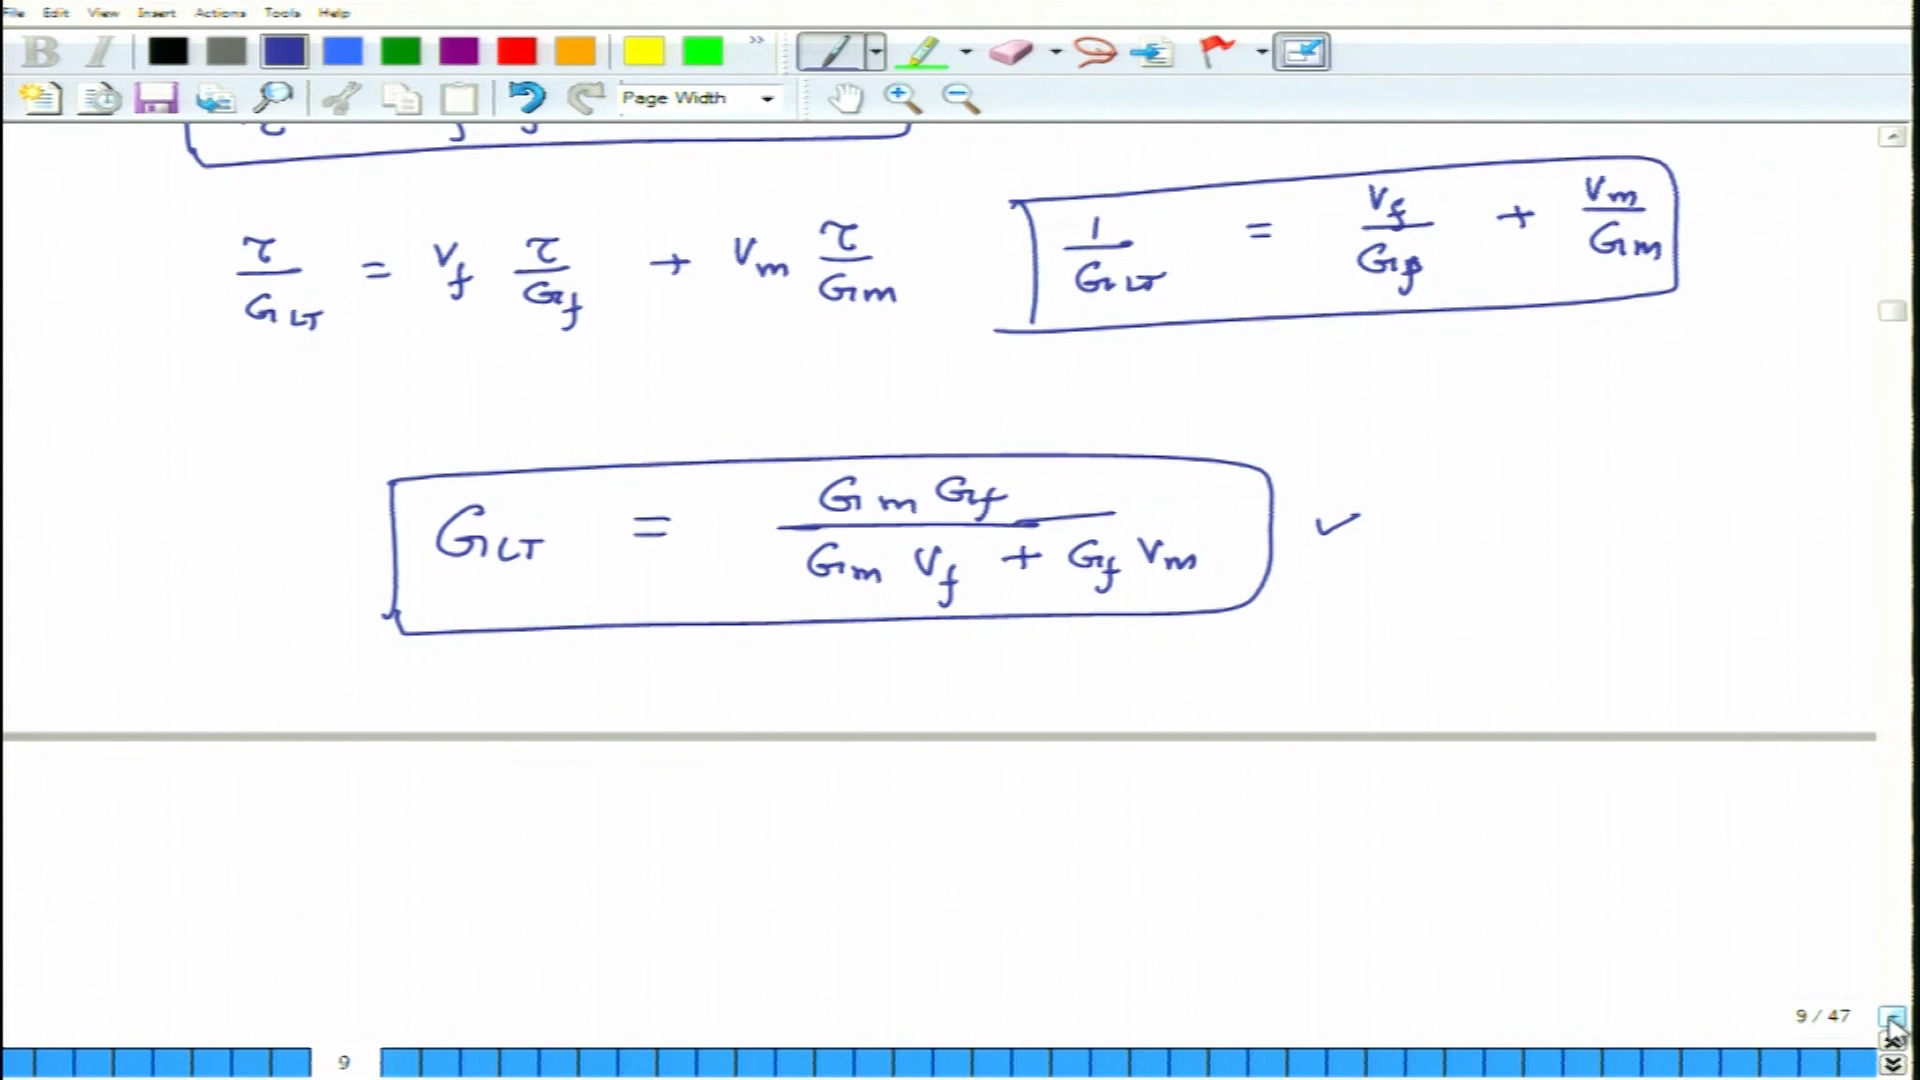 File Edit View Insert Actions Tools Help
B I
Page Width
τ/G_LT = V_f τ/G_f + V_m τ/G_m
1/G_LT = V_f/G_f + V_m/G_m
G_LT = G_m G_f / G_m V_f + G_f V_m ✓
9 / 47
9